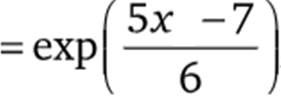 = exp((5x −7)/6)